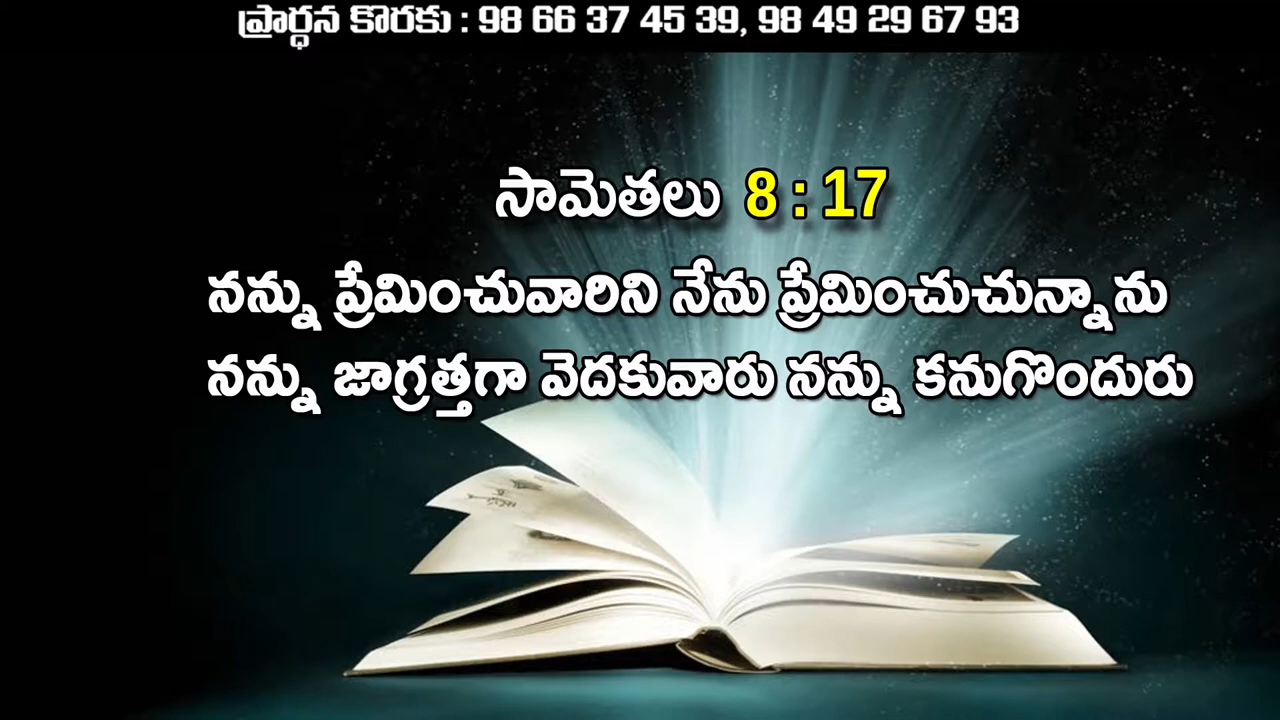 ప్రార్ధన కొరకు : 98 66 37 45 39, 98 49 29 67 93
సామెతలు 8 : 17
నన్ను ప్రేమించువారిని నేను ప్రేమించుచున్నాను
నన్ను జాగ్రత్తగా వెదకువారు నన్ను కనుగొందురు